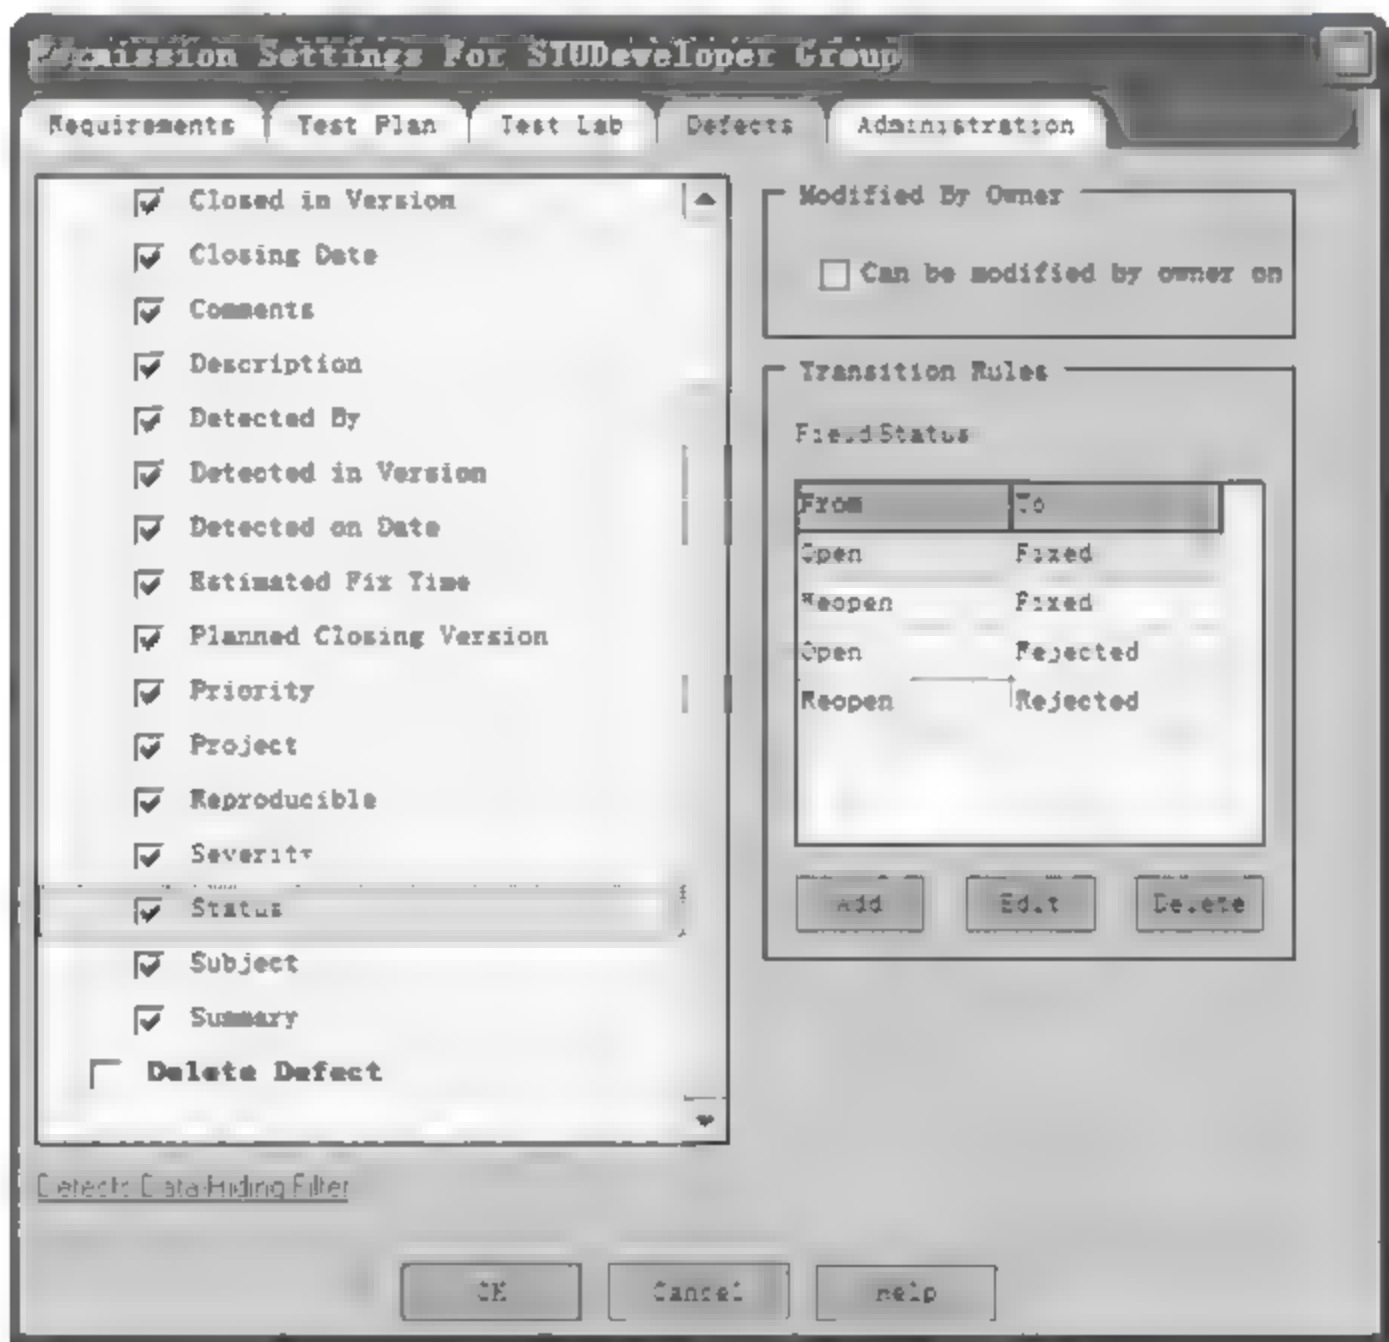 Permission Settings For STUDeveloper Group
Requirements Test Plan Test Lab Defects Administration
Closed in Version
Closing Date
Comments
Description
Detected By
Detected in Version
Detected on Date
Estimated Fix Time
Planned Closing Version
Priority
Project
Reproducible
Severity
Status
Subject
Summary
Delete Defect
Defects Data-Hiding Filter
Modified By Owner
Can be modified by owner on
Transition Rules
Field Status
From To
Open Fixed
Reopen Fixed
Open Rejected
Reopen Rejected
Add Edit Delete
OK Cancel Help